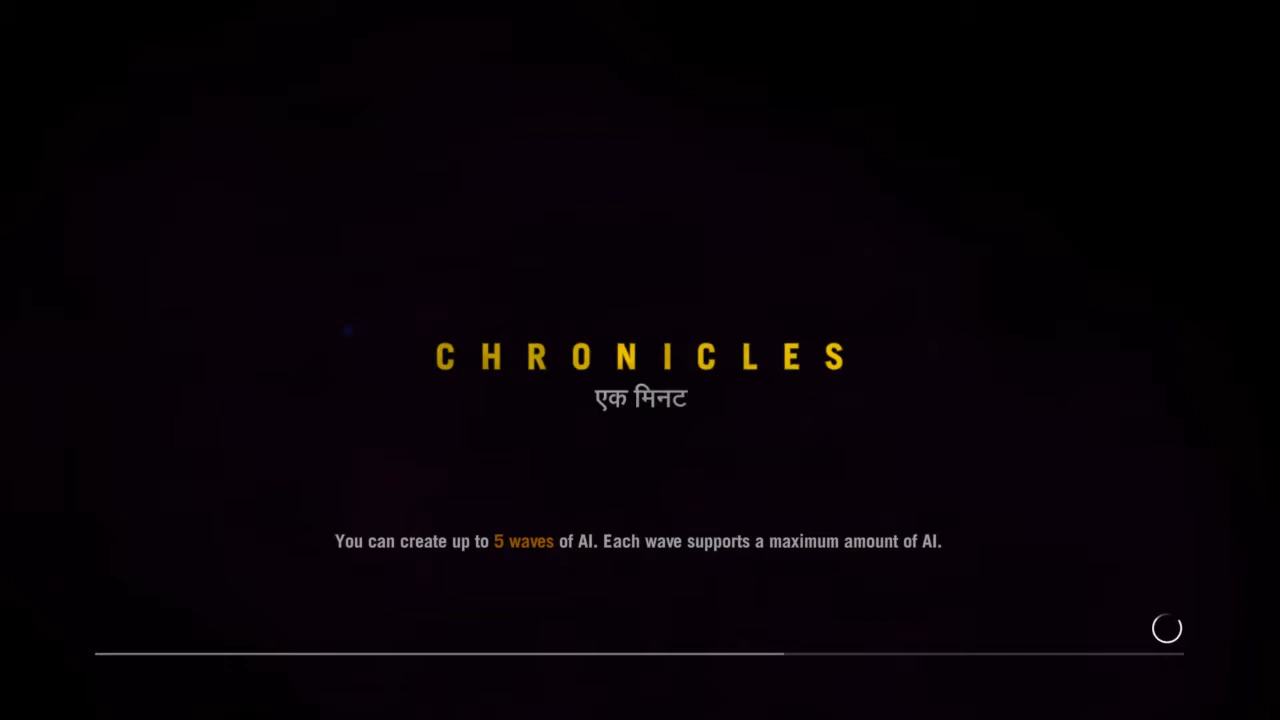 CHRONICLES
एक मिनट
You can create up to 5 waves of AI. Each wave supports a maximum amount of AI.